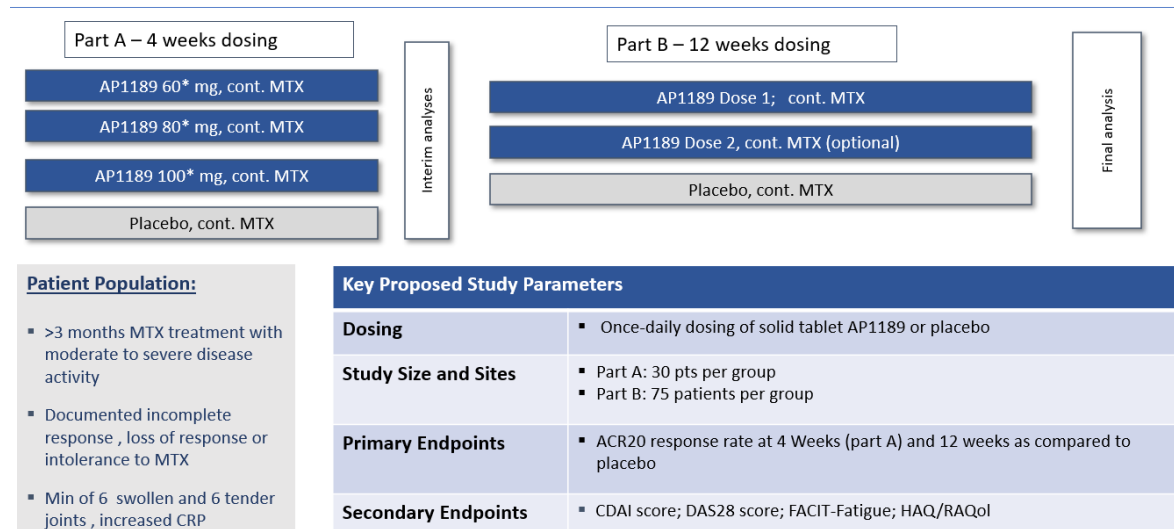 Part A – 4 weeks dosing
AP1189 60* mg, cont. MTX
AP1189 80* mg, cont. MTX
AP1189 100* mg, cont. MTX
Placebo, cont. MTX
Interim analyses
Part B – 12 weeks dosing
AP1189 Dose 1;  cont. MTX
AP1189 Dose 2, cont. MTX (optional)
Placebo, cont. MTX
Final analysis
Patient Population:
▪ >3 months MTX treatment with
moderate to severe disease
activity
▪ Documented incomplete
response , loss of response or
intolerance to MTX
▪ Min of 6 swollen and 6 tender
joints , increased CRP
Key Proposed Study Parameters
Dosing
▪ Once-daily dosing of solid tablet AP1189 or placebo
Study Size and Sites
▪ Part A: 30 pts per group
▪ Part B: 75 patients per group
Primary Endpoints
▪ ACR20 response rate at 4 Weeks (part A) and 12 weeks as compared to
placebo
Secondary Endpoints
▪ CDAI score; DAS28 score; FACIT-Fatigue; HAQ/RAQol